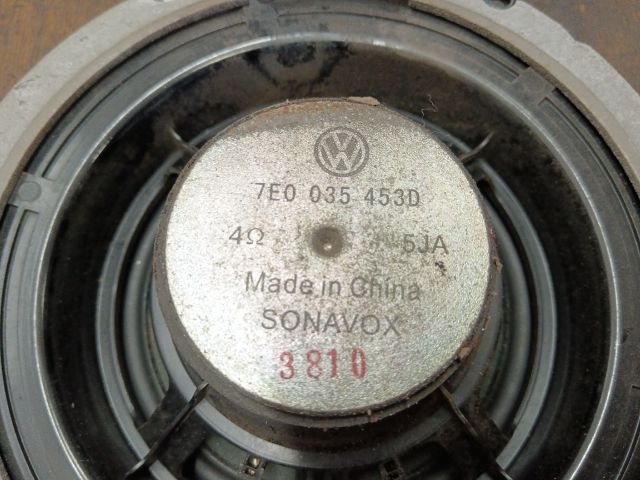 7E0 035 453D
4Ω 5JA
Made in China
SONAVOX
3810